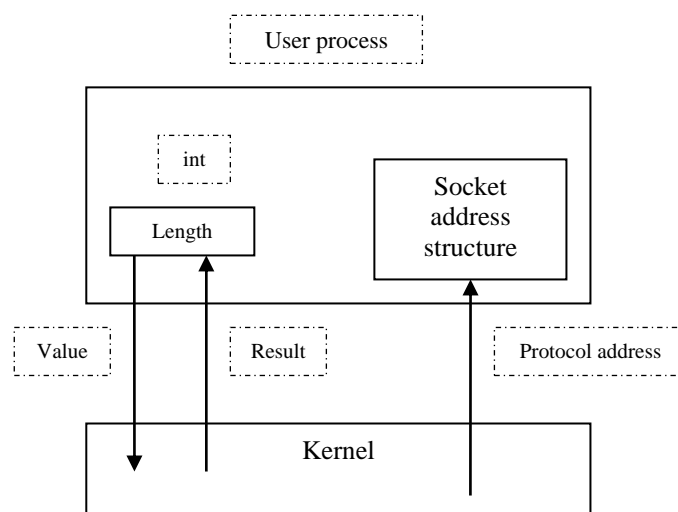 User process
int
Length
Socket
address
structure
Value
Result
Protocol address
Kernel